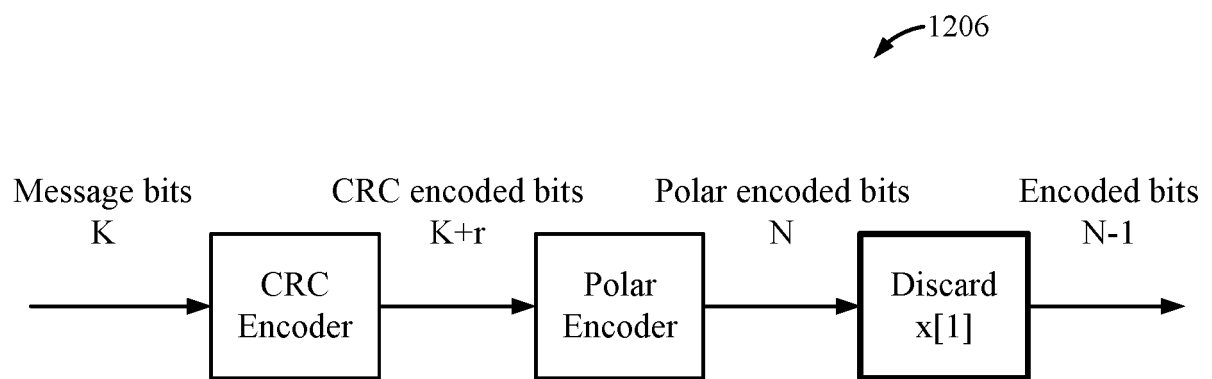 1206
Message bits
K
CRC encoded bits
K+r
Polar encoded bits
N
Encoded bits
N-1
CRC
Encoder
Polar
Encoder
Discard
x[1]